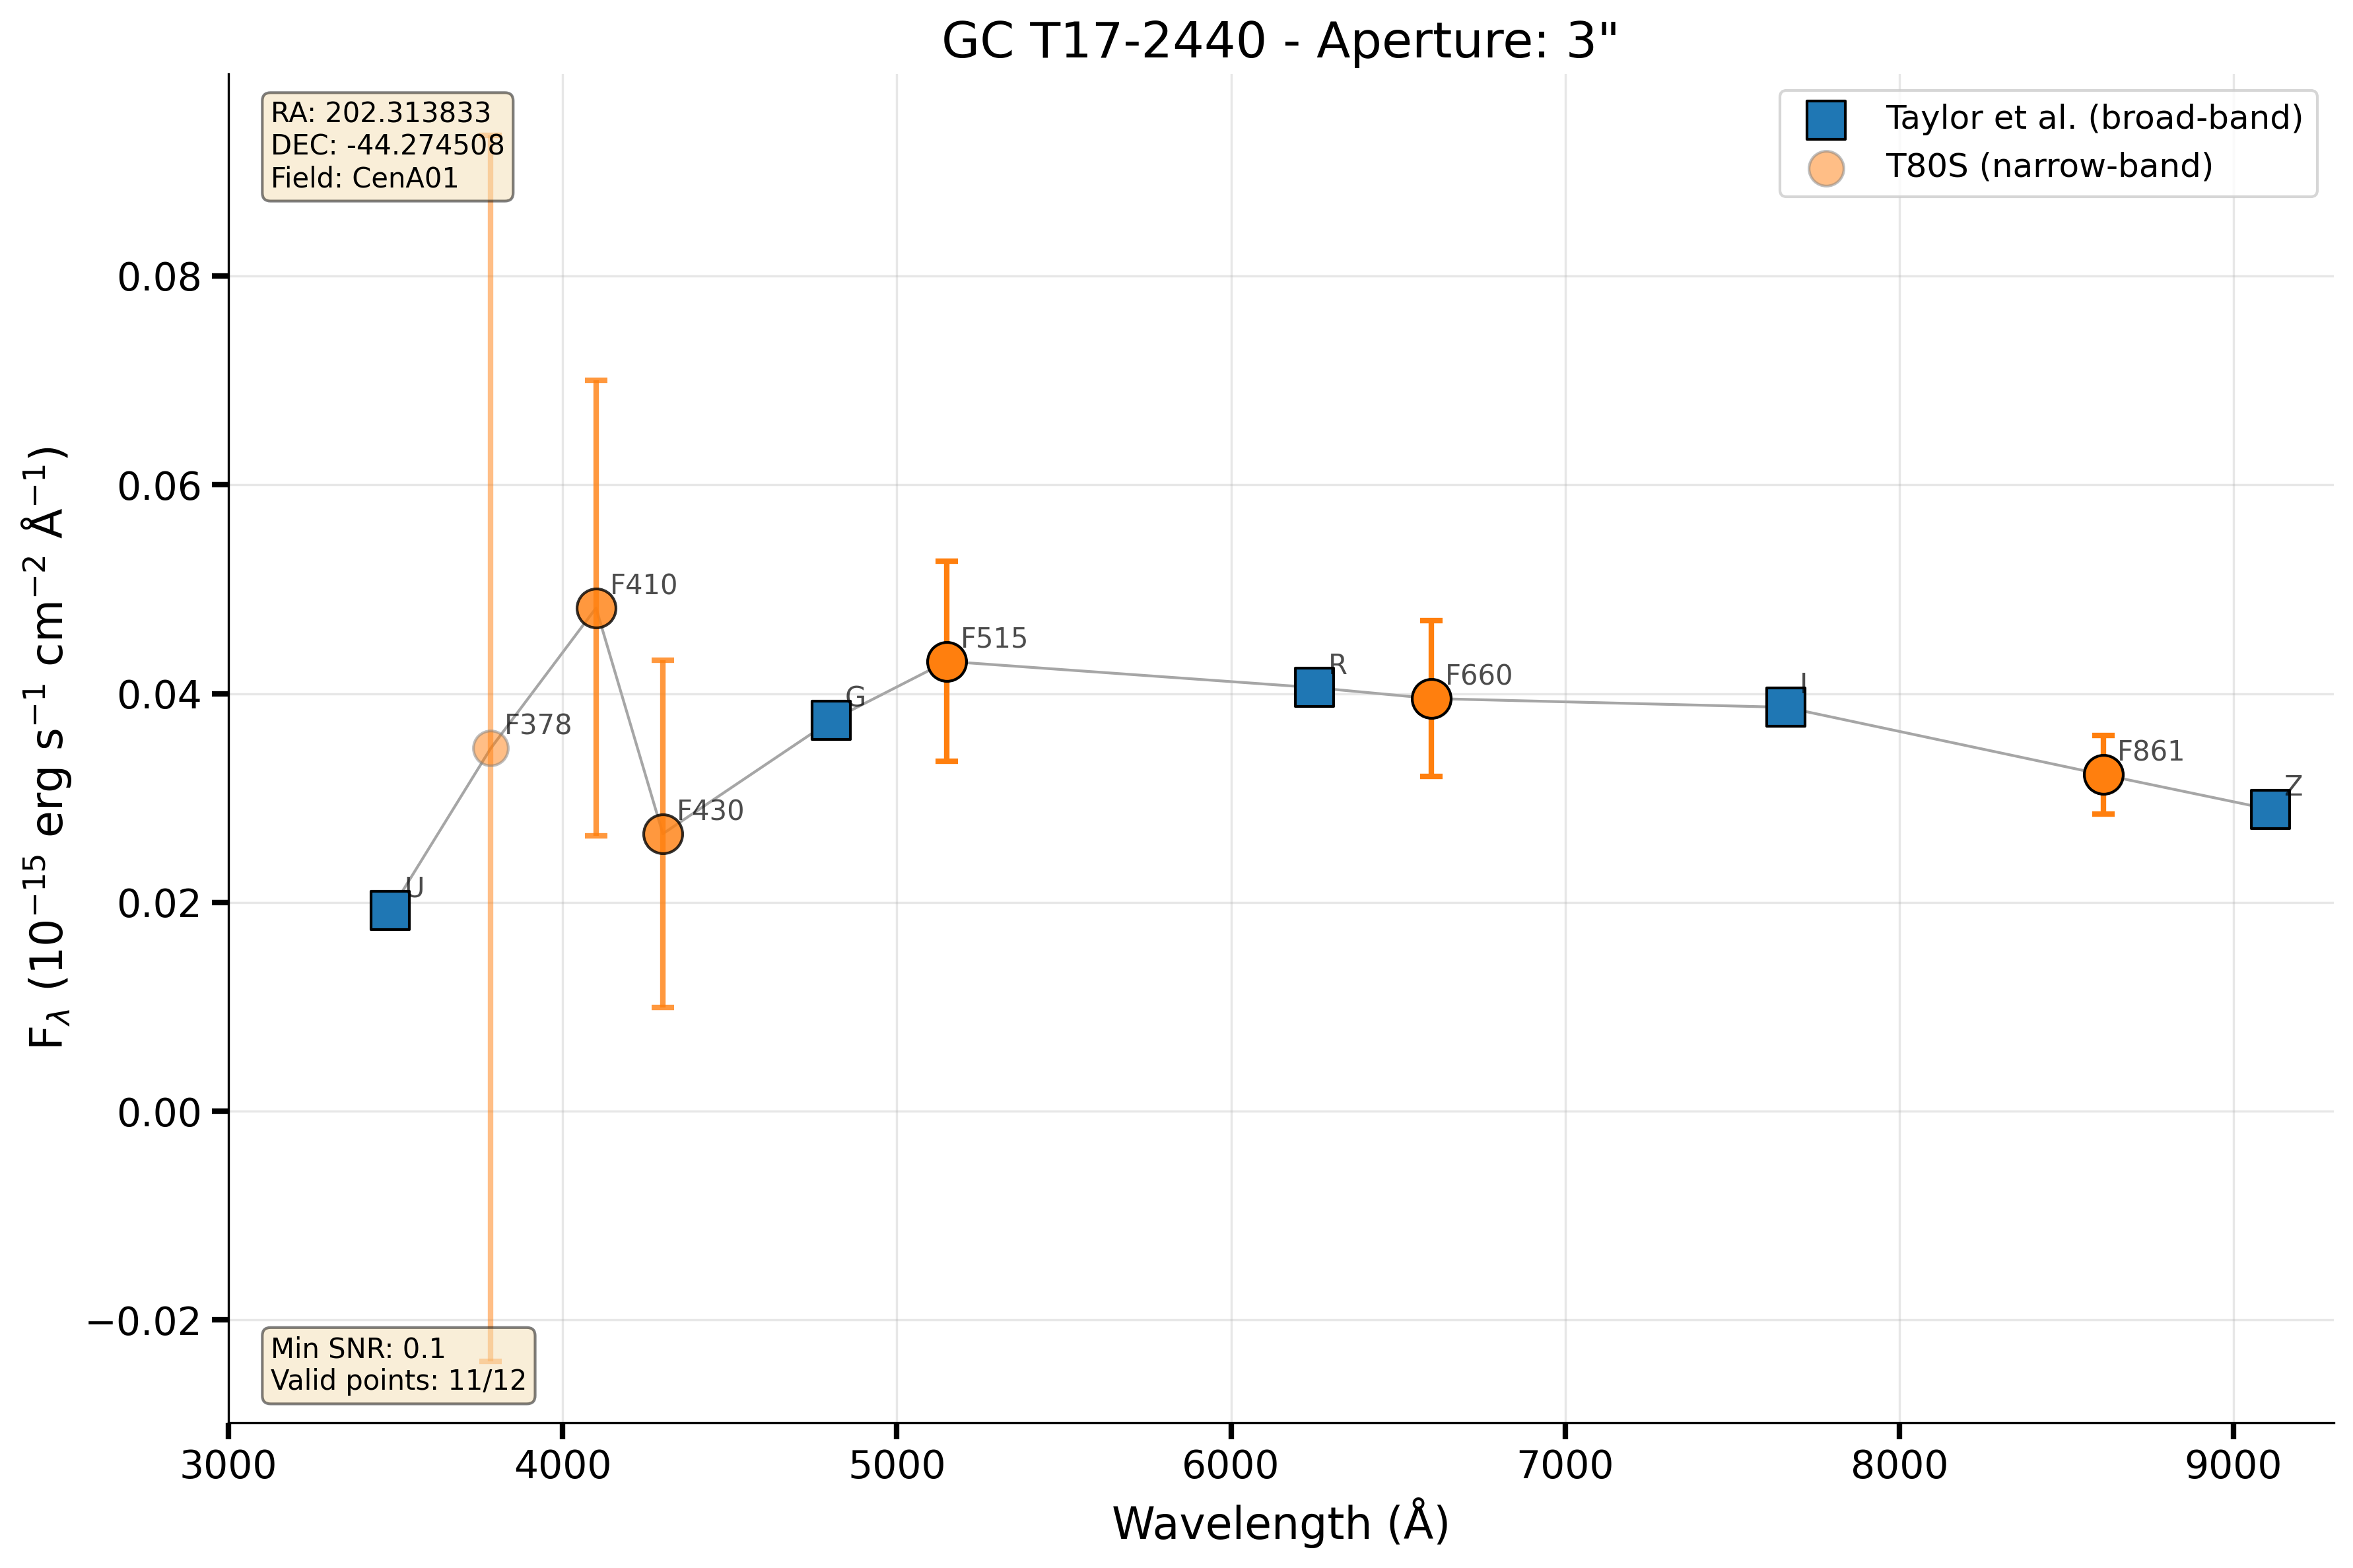 GC T17-2440 - Aperture: 3"
RA: 202.313833
DEC: -44.274508
Field: CenA01
Taylor et al. (broad-band)
T80S (narrow-band)
0.08
0.06
0.04
0.02
0.00
−0.02
F_λ (10⁻¹⁵ erg s⁻¹ cm⁻² Å⁻¹)
U
F378
F410
F430
G
F515
R
F660
I
F861
Z
Min SNR: 0.1
Valid points: 11/12
3000 4000 5000 6000 7000 8000 9000
Wavelength (Å)